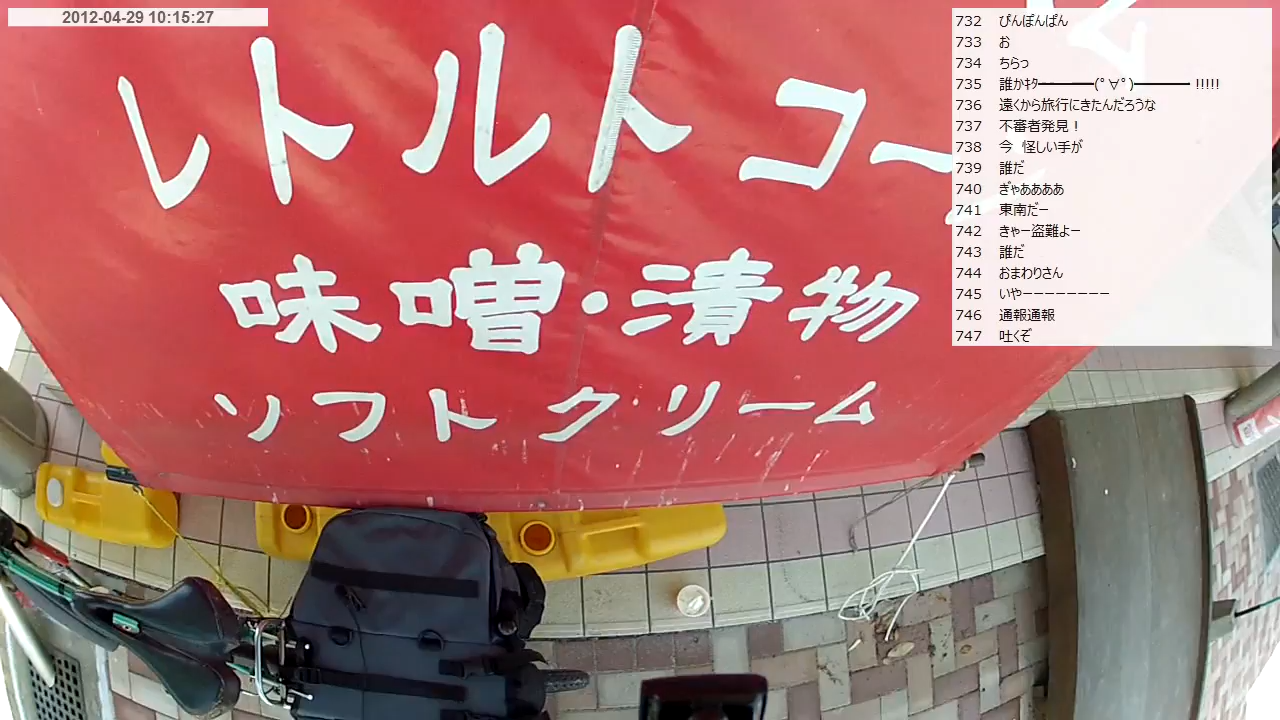 2012-04-29 10:15:27
レトルトコー
味噌・漬物
ソフトクリーム
732 ぴんぽんぱん
733 お
734 ちらっ
735 誰かｷﾀ━━━━(ﾟ∀ﾟ)━━━━ !!!!!
736 遠くから旅行にきたんだろうな
737 不審者発見！
738 今 怪しい手が
739 誰だ
740 ぎゃああああ
741 東南だー
742 きゃー盗難よー
743 誰だ
744 おまわりさん
745 いやーーーーーーーー
746 通報通報
747 吐くぞ